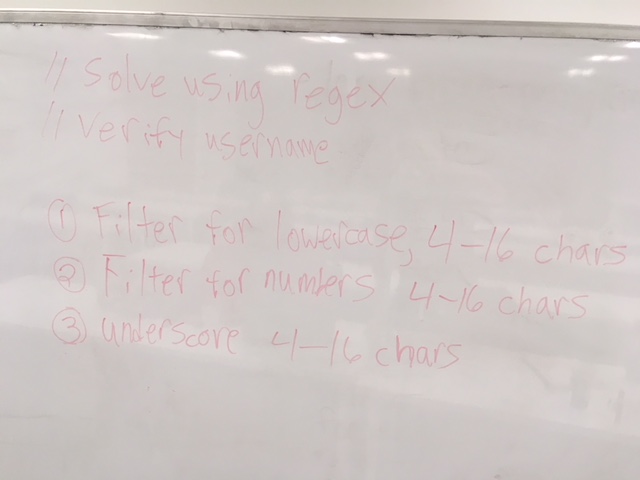 // Solve using regex
// Verify username
① Filter for lowercase, 4-16 chars
② Filter for numbers 4-16 chars
③ underscore 4-16 chars